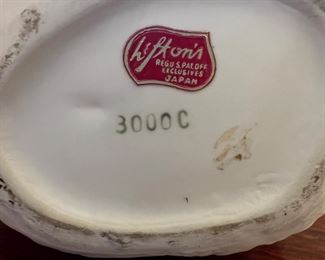 Lefton's
REG U.S. PAT. OFF.
EXCLUSIVES
JAPAN
3000C